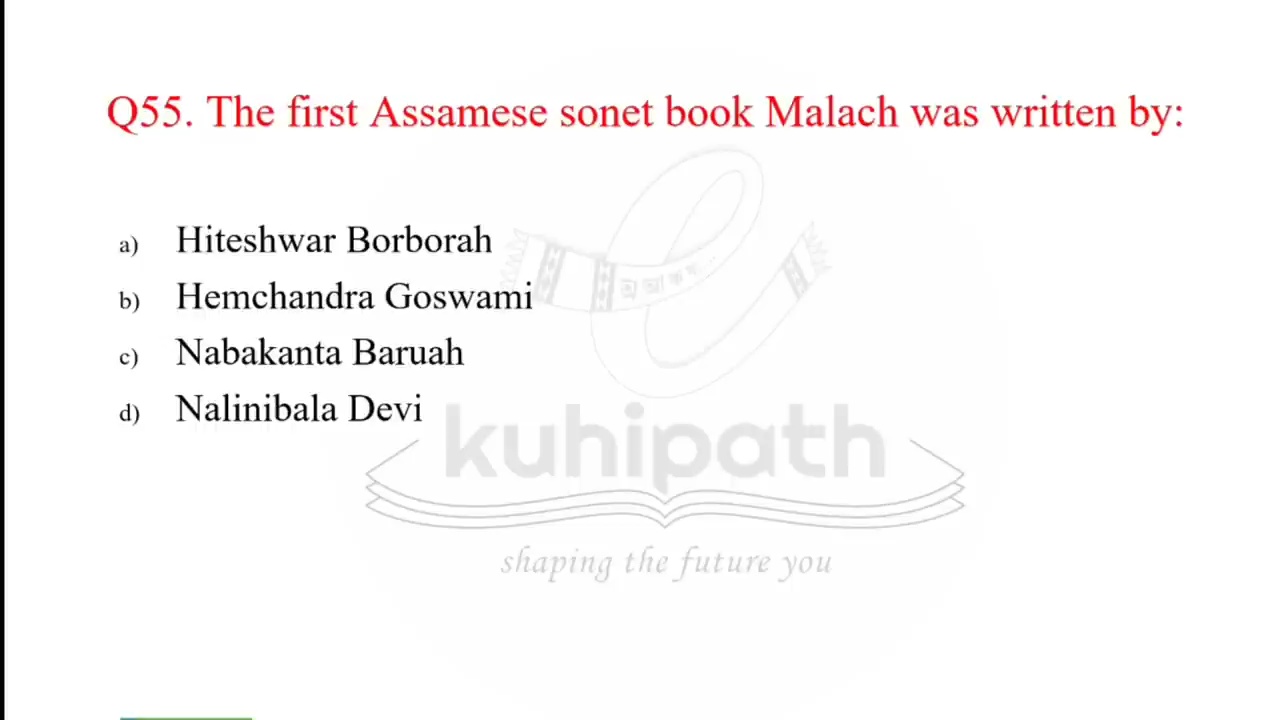 Q55. The first Assamese sonet book Malach was written by:
a) Hiteshwar Borborah
b) Hemchandra Goswami
c) Nabakanta Baruah
d) Nalinibala Devi
kuhipath
shaping the future you